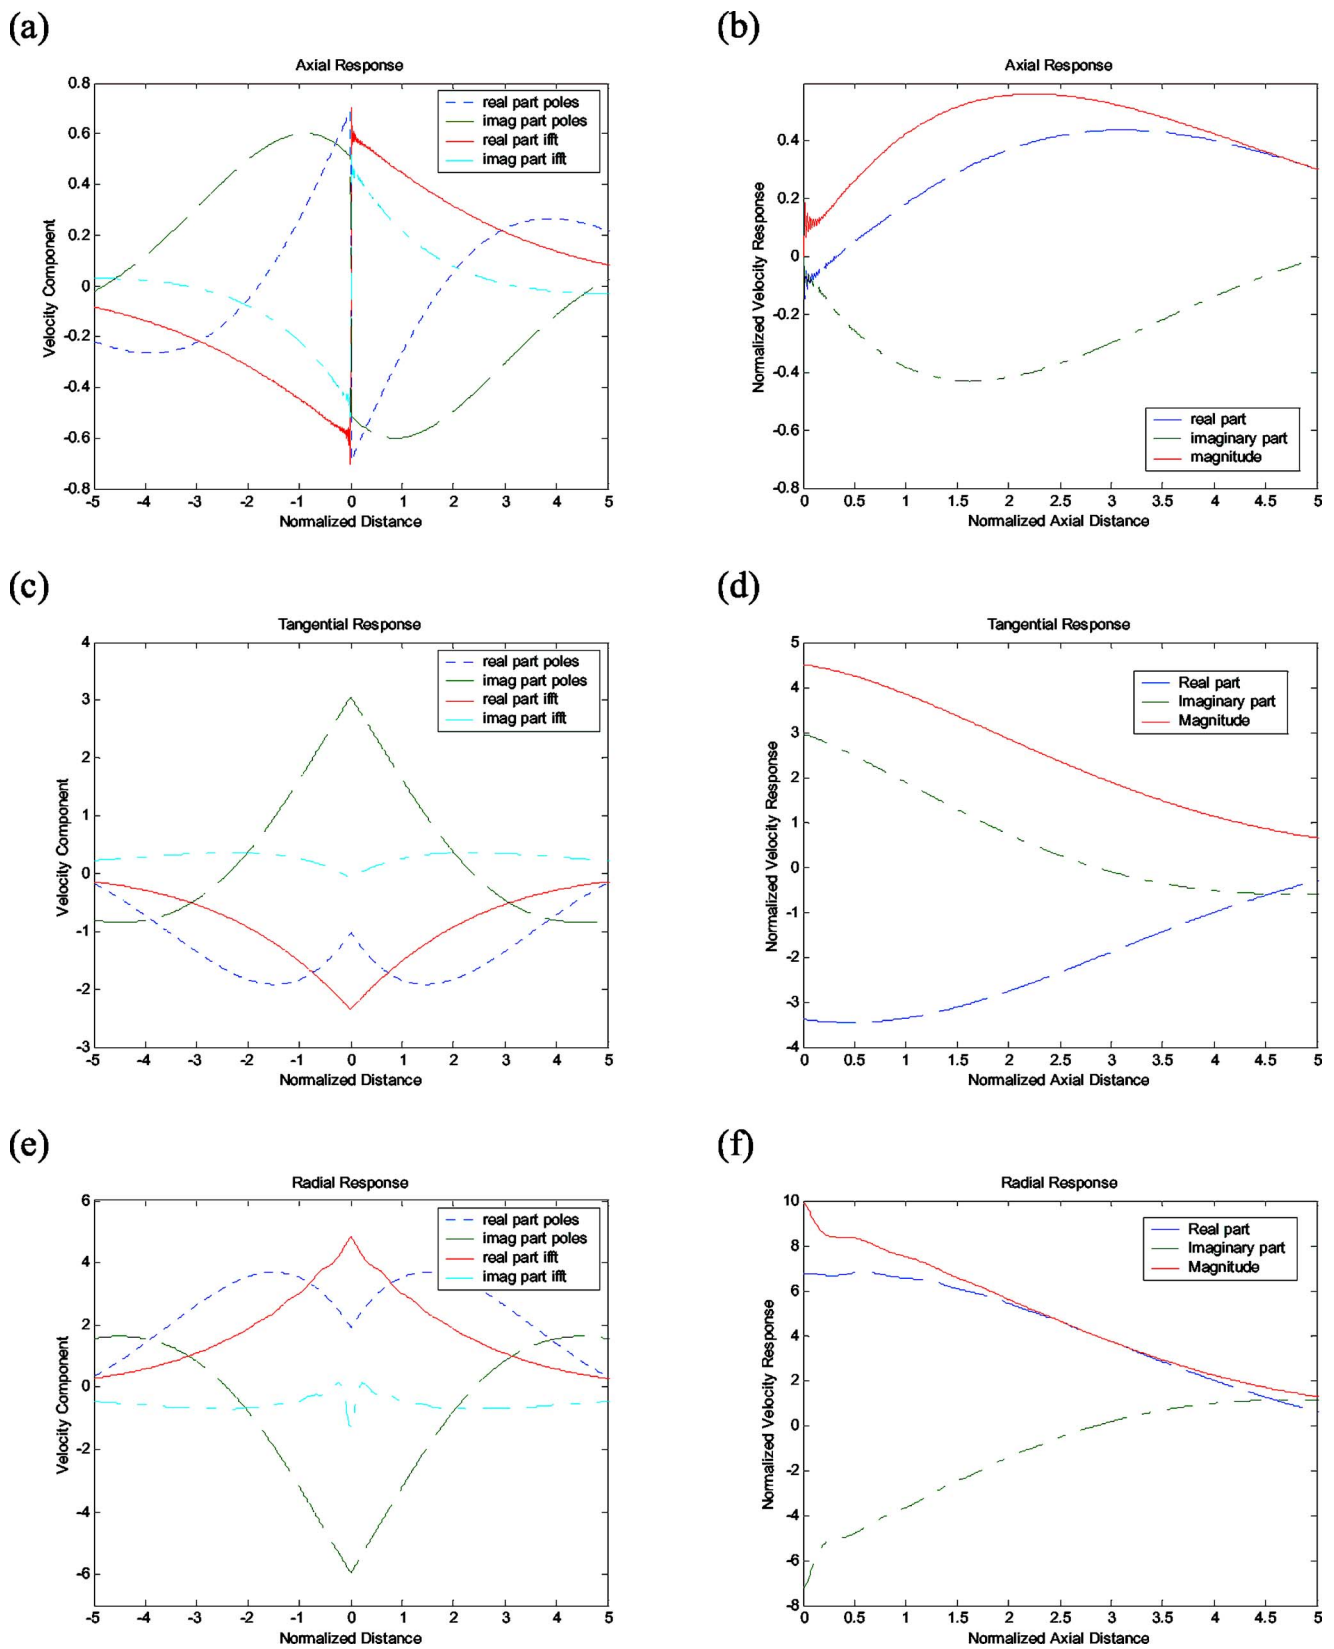 (a)
Axial Response
Velocity Component
0.8
0.6
0.4
0.2
0
-0.2
-0.4
-0.6
-0.8
real part poles
imag part poles
real part ifft
imag part ifft
-5 -4 -3 -2 -1 0 1 2 3 4 5
Normalized Distance
(b)
Axial Response
Normalized Velocity Response
0.4
0.2
0
-0.2
-0.4
-0.6
-0.8
real part
imaginary part
magnitude
0 0.5 1 1.5 2 2.5 3 3.5 4 4.5 5
Normalized Axial Distance
(c)
Tangential Response
Velocity Component
4
3
2
1
0
-1
-2
-3
real part poles
imag part poles
real part ifft
imag part ifft
-5 -4 -3 -2 -1 0 1 2 3 4 5
Normalized Distance
(d)
Tangential Response
Normalized Velocity Response
5
4
3
2
1
0
-1
-2
-3
-4
Real part
Imaginary part
Magnitude
0 0.5 1 1.5 2 2.5 3 3.5 4 4.5 5
Normalized Axial Distance
(e)
Radial Response
Velocity Component
6
4
2
0
-2
-4
-6
real part poles
imag part poles
real part ifft
imag part ifft
-5 -4 -3 -2 -1 0 1 2 3 4 5
Normalized Distance
(f)
Radial Response
Normalized Velocity Response
10
8
6
4
2
0
-2
-4
-6
-8
Real part
Imaginary part
Magnitude
0 0.5 1 1.5 2 2.5 3 3.5 4 4.5 5
Normalized Axial Distance